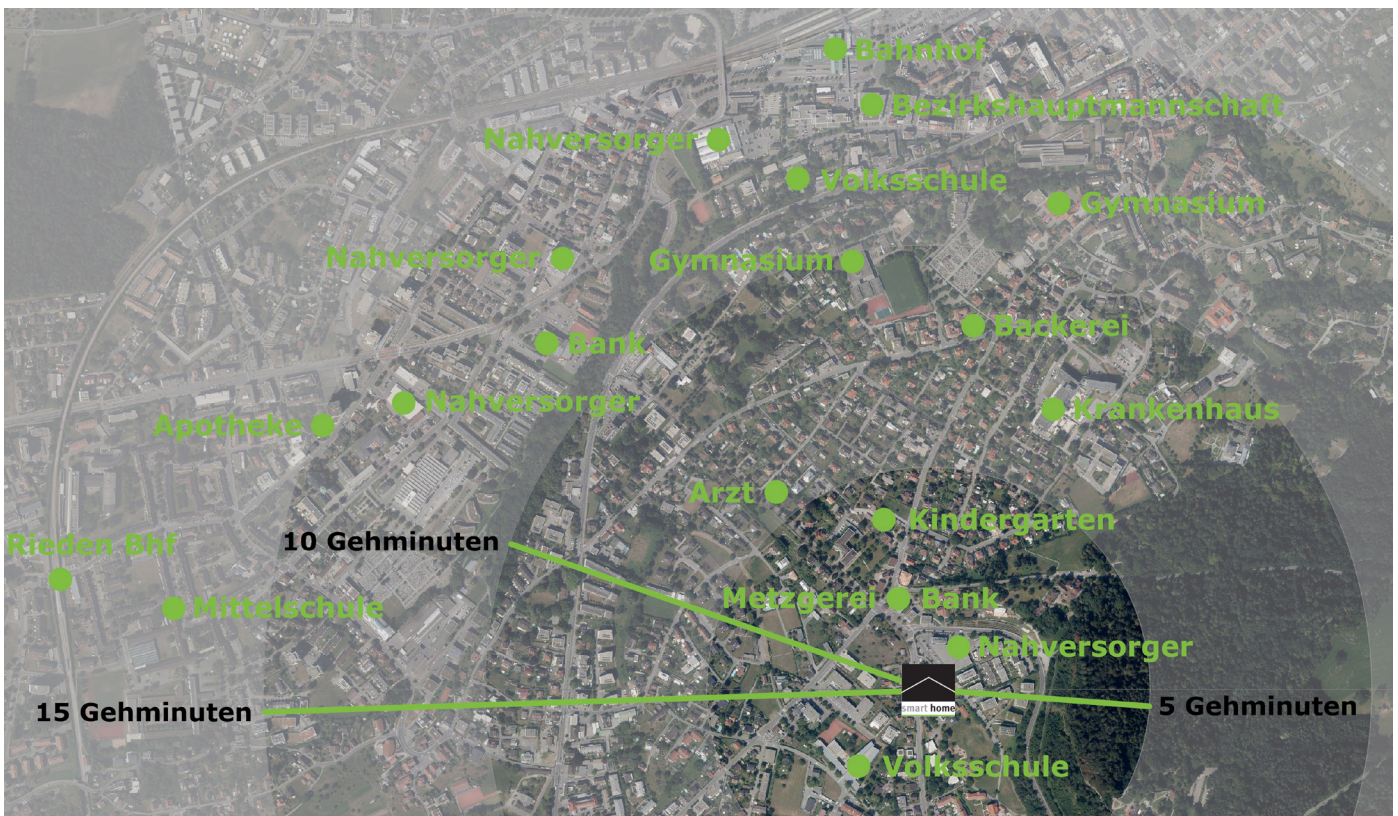 Bahnhof
Bezirkshauptmannschaft
Nahversorger
Volksschule
Gymnasium
Nahversorger
Gymnasium
Backerei
Bank
Nahversorger
Krankenhaus
Apotheke
Arzt
Kindergarten
Rieden Bhf
10 Gehminuten
Mittelschule
Metzgerei
Bank
Nahversorger
smart home
15 Gehminuten
5 Gehminuten
Volksschule